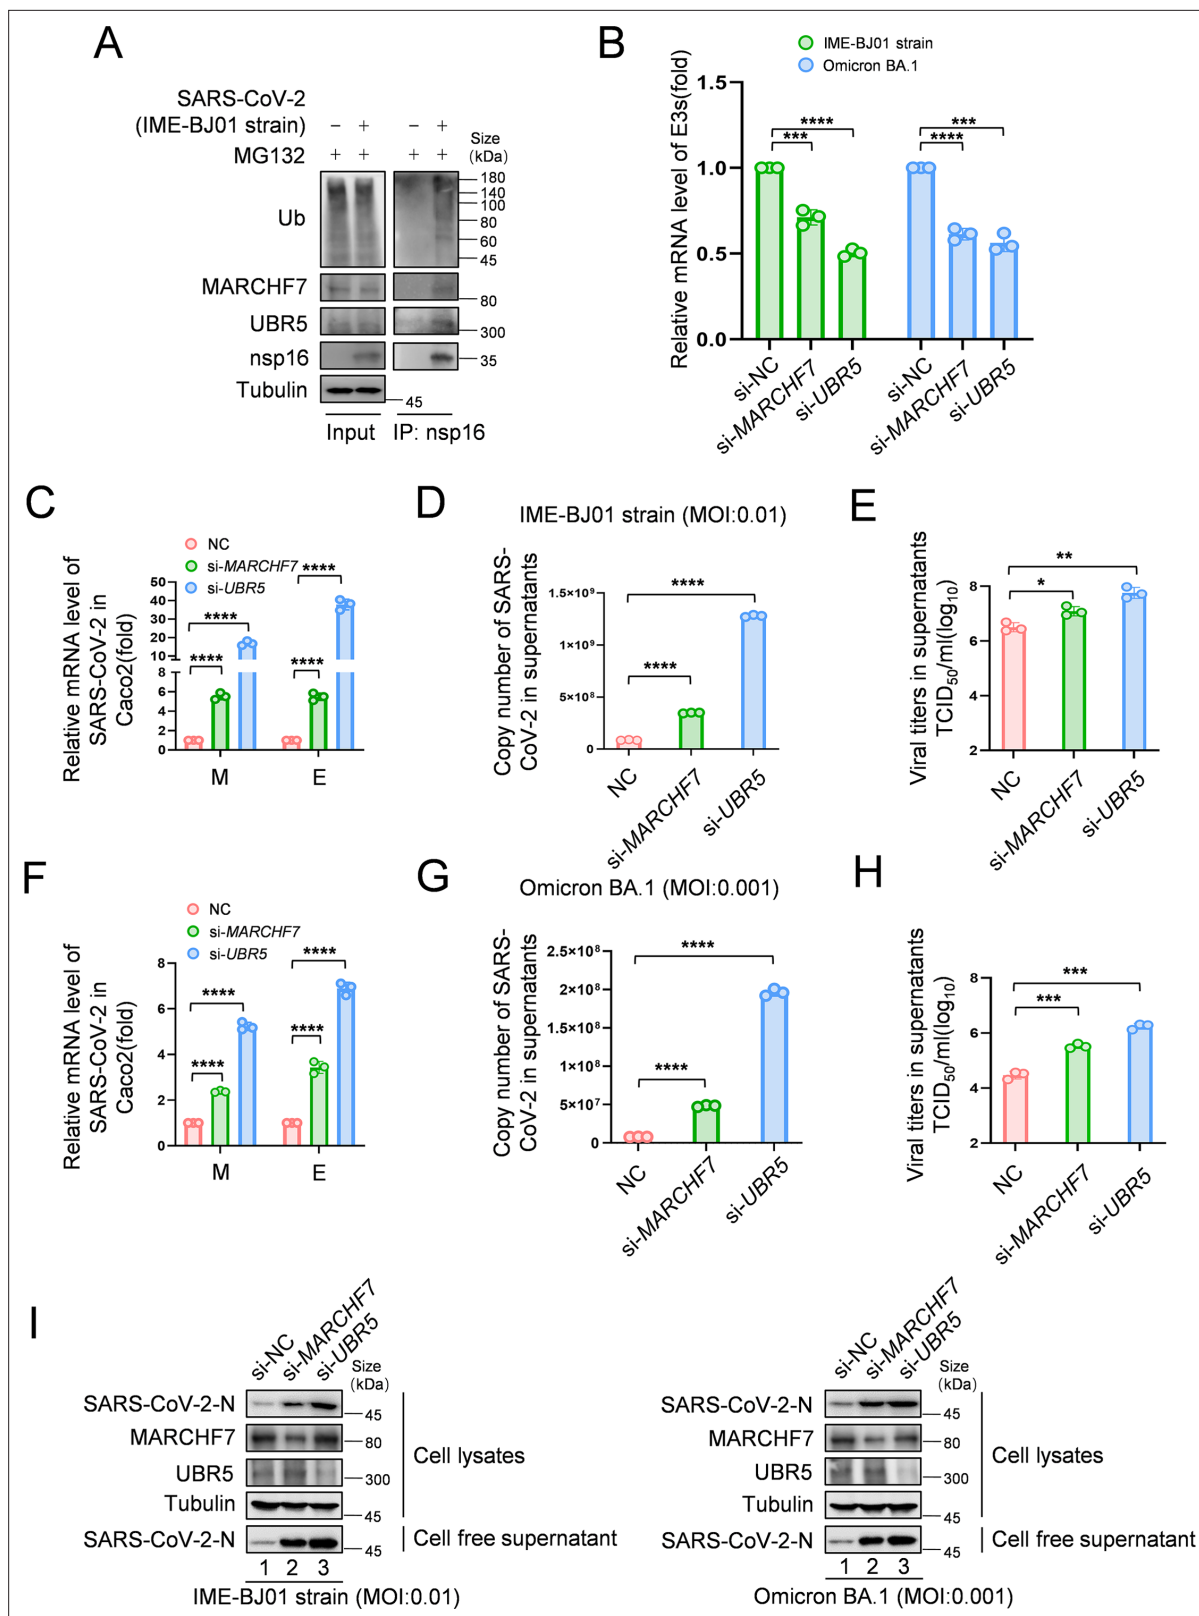 A
SARS-CoV-2
(IME-BJ01 strain) − + − + Size
MG132 + + + + (kDa)
Ub
180
140
100
80
60
45
MARCHF7
80
UBR5
300
nsp16
35
Tubulin
45
Input IP: nsp16
B
IME-BJ01 strain
Omicron BA.1
Relative mRNA level of E3s(fold)
1.5
1.0
0.5
0.0
*** **** **** ***
si-NC si-MARCHF7 si-UBR5 si-NC si-MARCHF7 si-UBR5
C
NC
si-MARCHF7
si-UBR5
Relative mRNA level of
SARS-CoV-2 in
Caco2(fold)
50
40
30
20
10
8
6
4
2
0
**** **** **** ****
M E
D
IME-BJ01 strain (MOI:0.01)
Copy number of SARS-
CoV-2 in supernatants
1.5×10⁹
1×10⁹
5×10⁸
0
**** ****
NC si-MARCHF7 si-UBR5
E
Viral titers in supernatants
TCID₅₀/ml(log₁₀)
10
8
6
4
2
* **
NC si-MARCHF7 si-UBR5
F
NC
si-MARCHF7
si-UBR5
Relative mRNA level of
SARS-CoV-2 in
Caco2(fold)
8
6
4
2
0
**** **** **** ****
M E
G
Omicron BA.1 (MOI:0.001)
Copy number of SARS-
CoV-2 in supernatants
2.5×10⁸
2×10⁸
1.5×10⁸
1×10⁸
5×10⁷
0
**** ****
NC si-MARCHF7 si-UBR5
H
Viral titers in supernatants
TCID₅₀/ml(log₁₀)
8
6
4
2
*** ***
NC si-MARCHF7 si-UBR5
I
si-NC si-MARCHF7 si-UBR5 Size
(kDa)
SARS-CoV-2-N 45
MARCHF7 80
UBR5 300
Tubulin 45
Cell lysates
SARS-CoV-2-N 45 Cell free supernatant
1 2 3
IME-BJ01 strain (MOI:0.01)
si-NC si-MARCHF7 si-UBR5 Size
(kDa)
SARS-CoV-2-N 45
MARCHF7 80
UBR5 300
Tubulin 45
Cell lysates
SARS-CoV-2-N 45 Cell free supernatant
1 2 3
Omicron BA.1 (MOI:0.001)